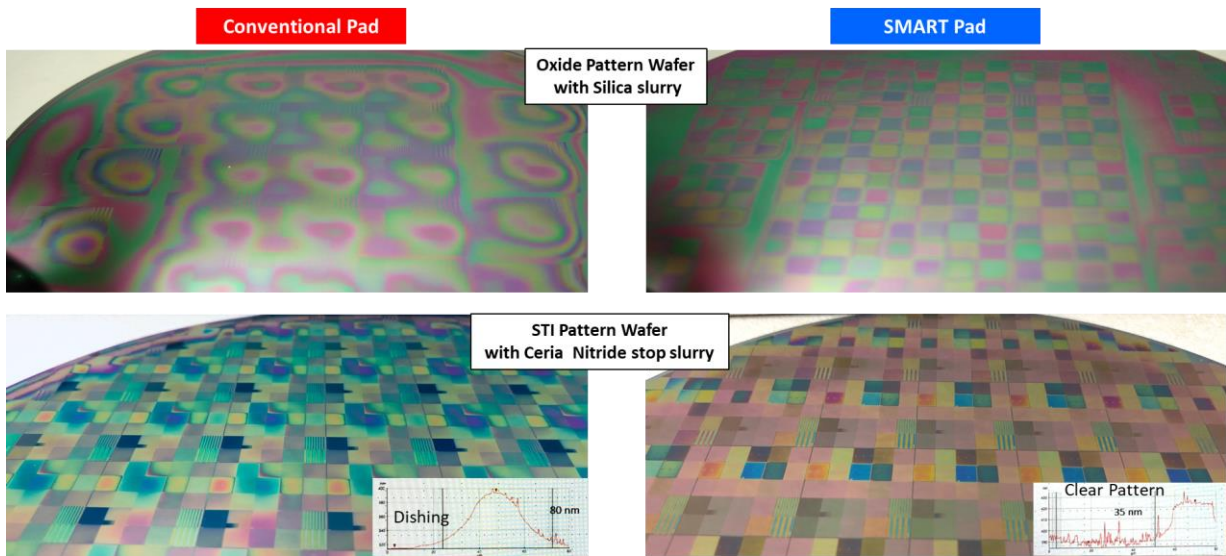 Conventional Pad
SMART Pad
Oxide Pattern Wafer
with Silica slurry
STI Pattern Wafer
with Ceria Nitride stop slurry
Dishing
80 nm
Clear Pattern
35 nm